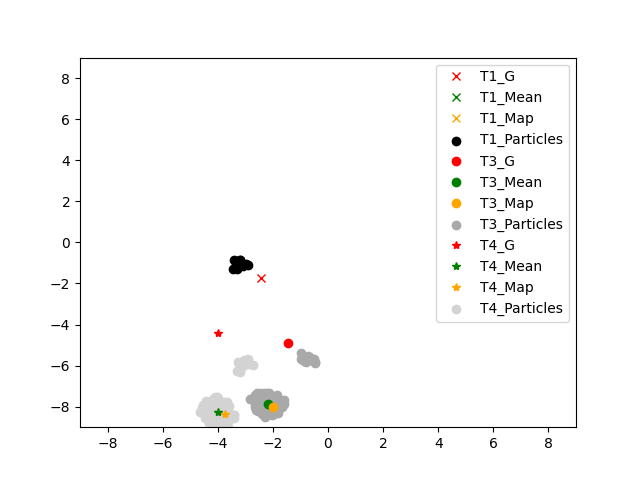 8
6
4
2
0
−2
−4
−6
−8
−8 −6 −4 −2 0 2 4 6 8
T1_G
T1_Mean
T1_Map
T1_Particles
T3_G
T3_Mean
T3_Map
T3_Particles
T4_G
T4_Mean
T4_Map
T4_Particles